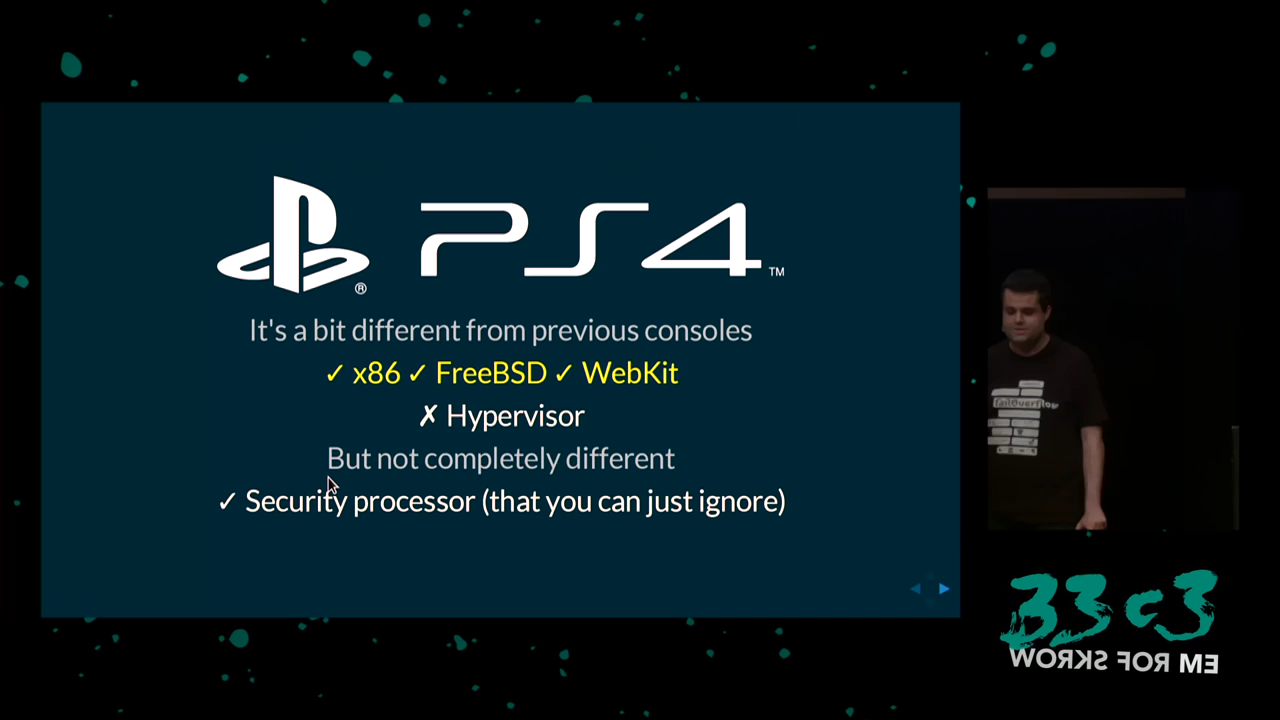 PS4™
®
It's a bit different from previous consoles
✓ x86 ✓ FreeBSD ✓ WebKit
✗ Hypervisor
But not completely different
✓ Security processor (that you can just ignore)
fail0verflow
33c3
WORKS FOR ME